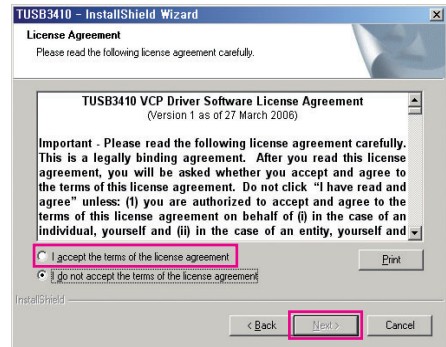 TUSB3410 - InstallShield Wizard
License Agreement
Please read the following license agreement carefully.
TUSB3410 VCP Driver Software License Agreement
(Version 1 as of 27 March 2006)
Important - Please read the following license agreement carefully.
This is a legally binding agreement. After you read this license
agreement, you will be asked whether you accept and agree to
the terms of this license agreement. Do not click “I have read and
agree” unless: (1) you are authorized to accept and agree to the
terms of this license agreement on behalf of (i) in the case of an
individual, yourself and (ii) in the case of an entity, yourself and
I accept the terms of the license agreement
Print
I do not accept the terms of the license agreement
InstallShield
< Back
Next >
Cancel